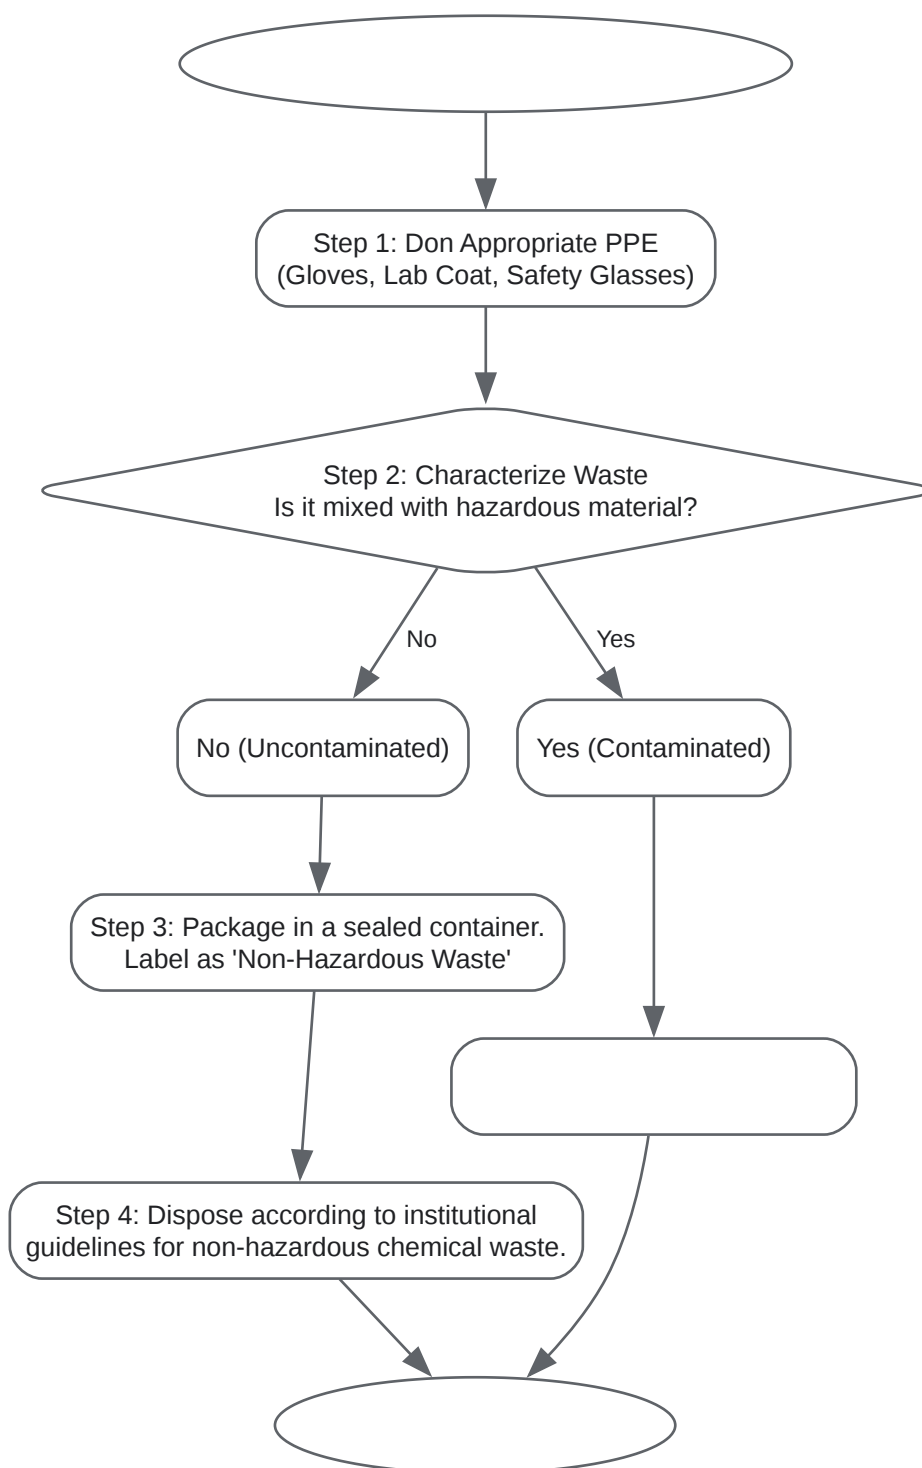 Step 1: Don Appropriate PPE
(Gloves, Lab Coat, Safety Glasses)
Step 2: Characterize Waste
Is it mixed with hazardous material?
No
Yes
No (Uncontaminated)
Yes (Contaminated)
Step 3: Package in a sealed container.
Label as 'Non-Hazardous Waste'
Step 4: Dispose according to institutional
guidelines for non-hazardous chemical waste.